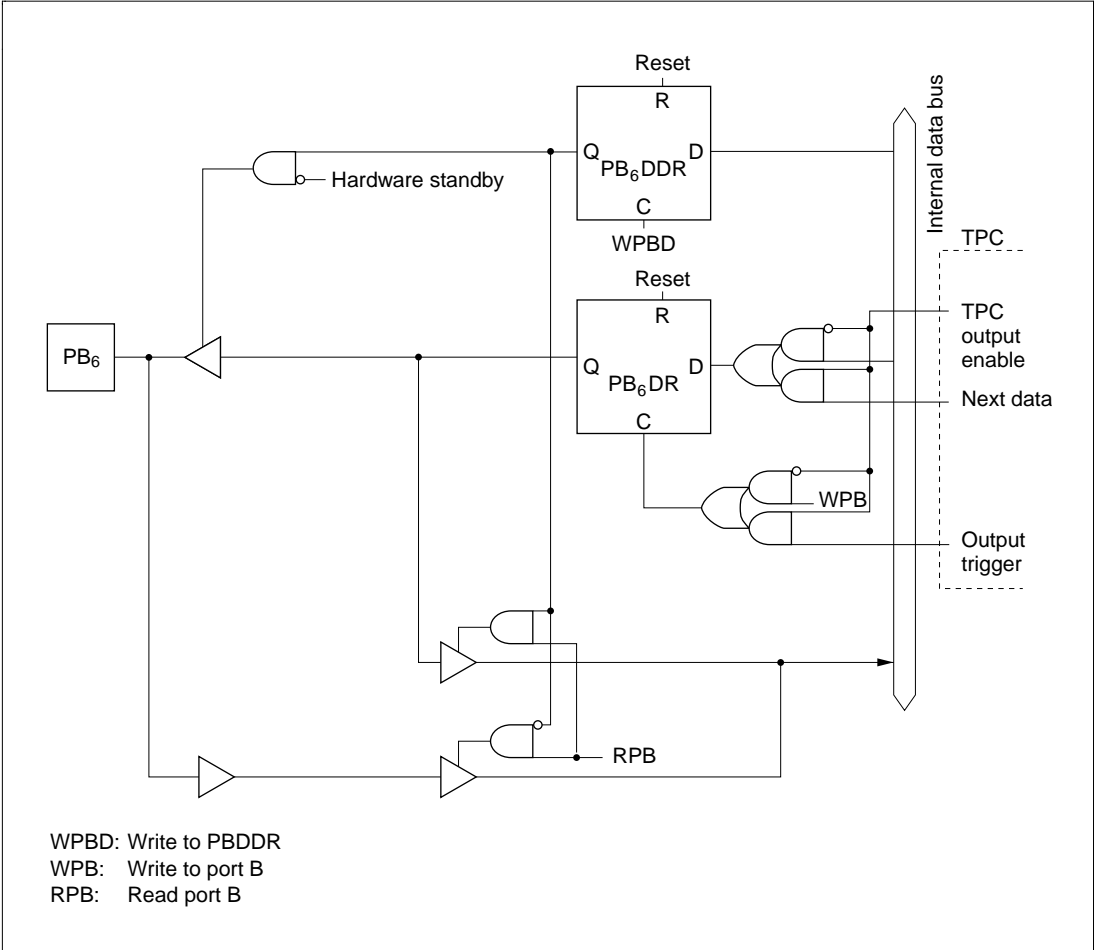 Reset
R
Internal data bus
Q
D
PB₆DDR
Hardware standby
C
WPBD
TPC
Reset
R
TPC
output
enable
PB₆
Q
D
PB₆DR
Next data
C
WPB
Output
trigger
RPB
WPBD: Write to PBDDR
WPB: Write to port B
RPB: Read port B